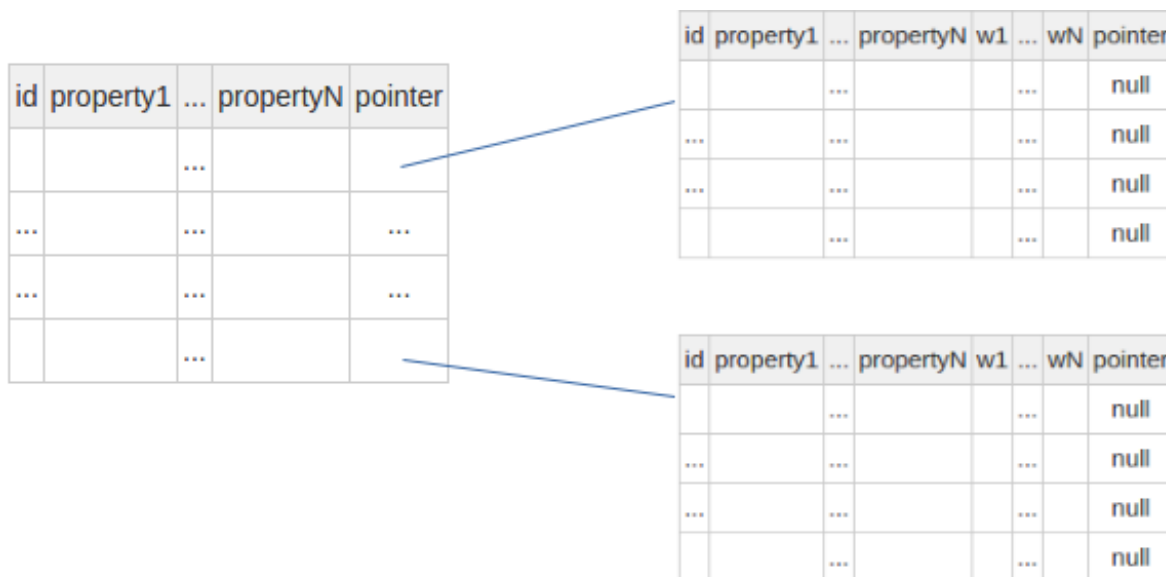 id property1 ... propertyN pointer
...
... ... ...
... ... ...
...
id property1 ... propertyN w1 ... wN pointer
... ... null
... ... ... null
... ... ... null
... ... null
id property1 ... propertyN w1 ... wN pointer
... ... null
... ... ... null
... ... ... null
... ... null